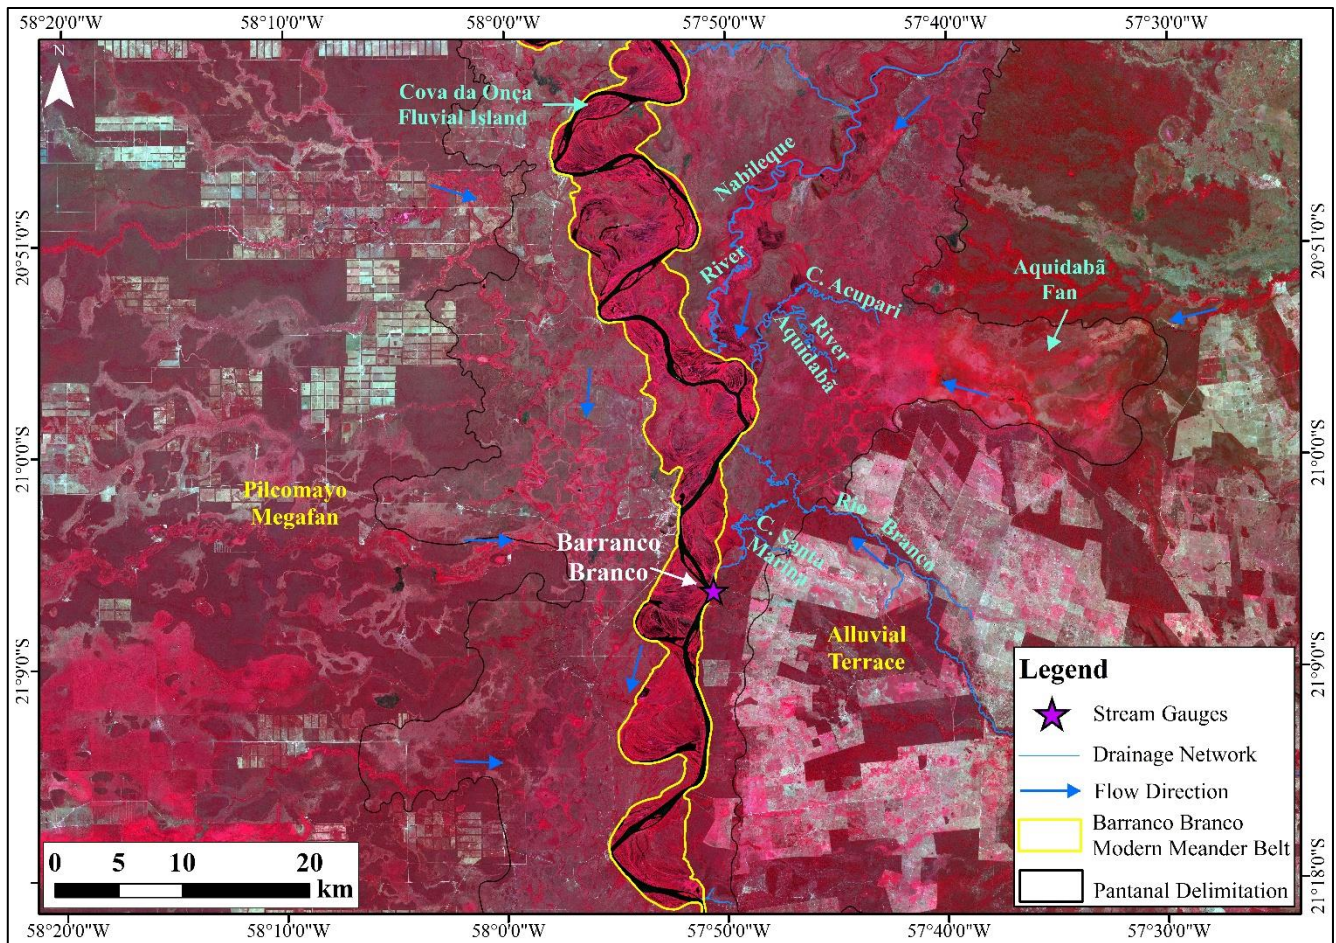 58°20'0"W
58°10'0"W
58°0'0"W
57°50'0"W
57°40'0"W
57°30'0"W
N
Cova da Onça
Fluvial Island
Nabileque
River
20°51'0"S
20°51'0"S
C. Acupari
River
Aquidabã
Aquidabã
Fan
21°0'0"S
21°0'0"S
Pilcomayo
Megafan
Rio Branco
C. Santa
Marina
Barranco
Branco
Alluvial
Terrace
21°9'0"S
21°9'0"S
Legend
Stream Gauges
Drainage Network
Flow Direction
Barranco Branco
Modern Meander Belt
Pantanal Delimitation
0 5 10 20
km
21°18'0"S
58°20'0"W
58°10'0"W
58°0'0"W
57°50'0"W
57°40'0"W
57°30'0"W